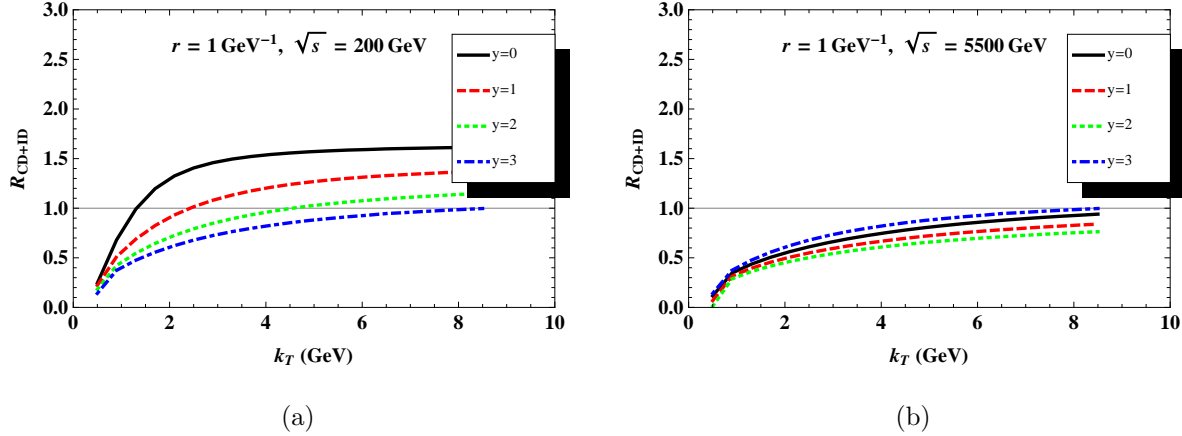 3.0
2.5
2.0
1.5
1.0
0.5
0.0
R_CD+ID
r = 1 GeV⁻¹, √s = 200 GeV
y=0
y=1
y=2
y=3
0 2 4 6 8 10
k_T (GeV)
(a)
3.0
2.5
2.0
1.5
1.0
0.5
0.0
R_CD+ID
r = 1 GeV⁻¹, √s = 5500 GeV
y=0
y=1
y=2
y=3
0 2 4 6 8 10
k_T (GeV)
(b)